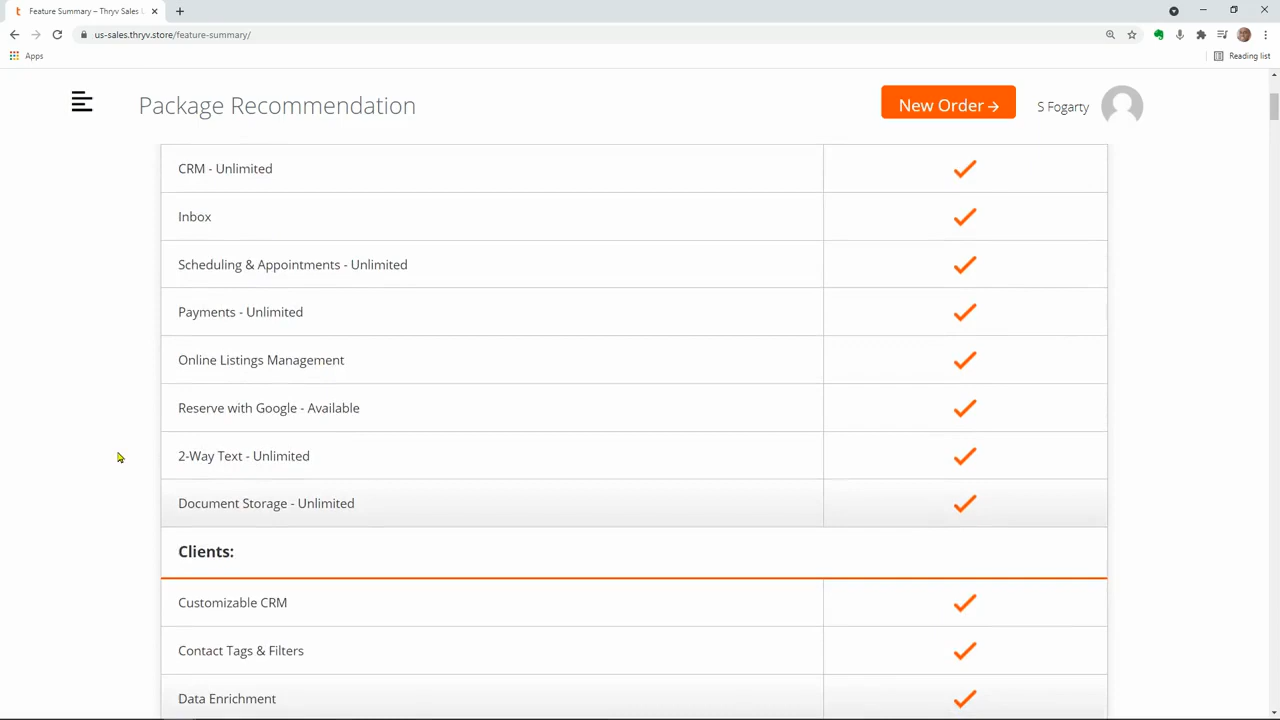 Feature Summary – Thryv Sales
us-sales.thryv.store/feature-summary/
Apps
Reading list
Package Recommendation
New Order →
S Fogarty
CRM - Unlimited
Inbox
Scheduling & Appointments - Unlimited
Payments - Unlimited
Online Listings Management
Reserve with Google - Available
2-Way Text - Unlimited
Document Storage - Unlimited
Clients:
Customizable CRM
Contact Tags & Filters
Data Enrichment